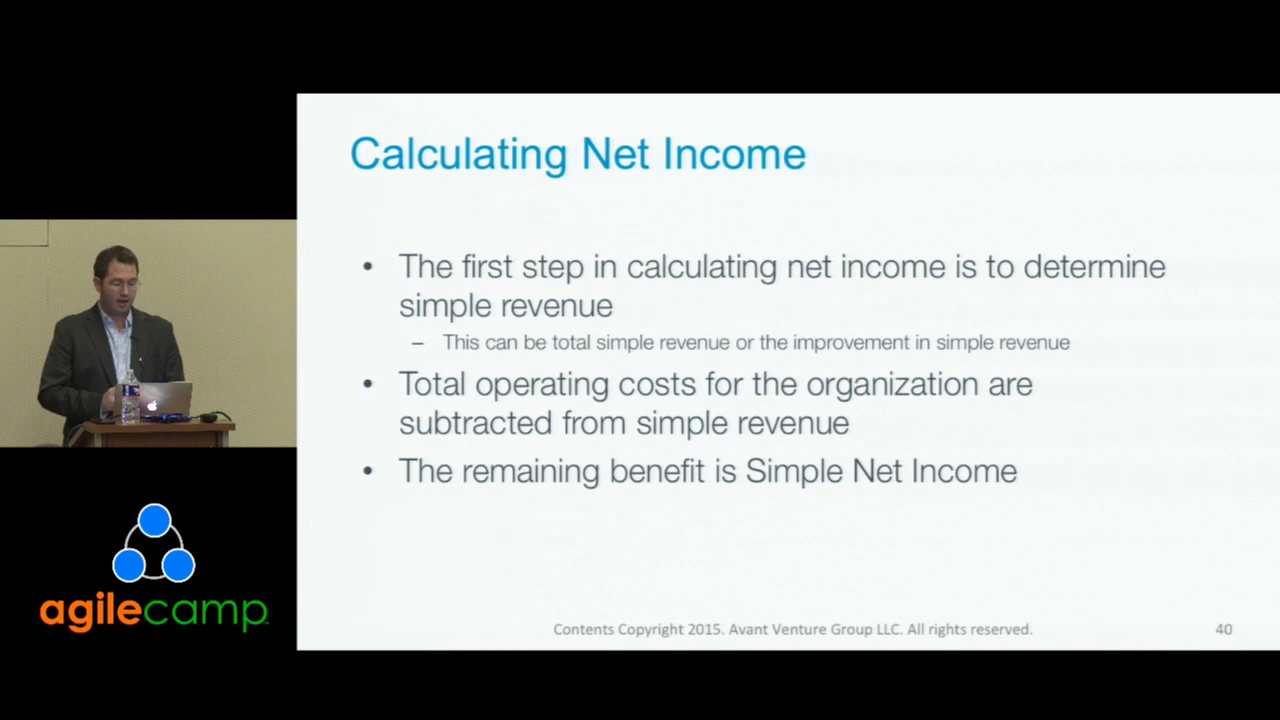 Calculating Net Income
• The first step in calculating net income is to determine
simple revenue
– This can be total simple revenue or the improvement in simple revenue
• Total operating costs for the organization are
subtracted from simple revenue
• The remaining benefit is Simple Net Income
Contents Copyright 2015. Avant Venture Group LLC. All rights reserved.
40
agilecamp